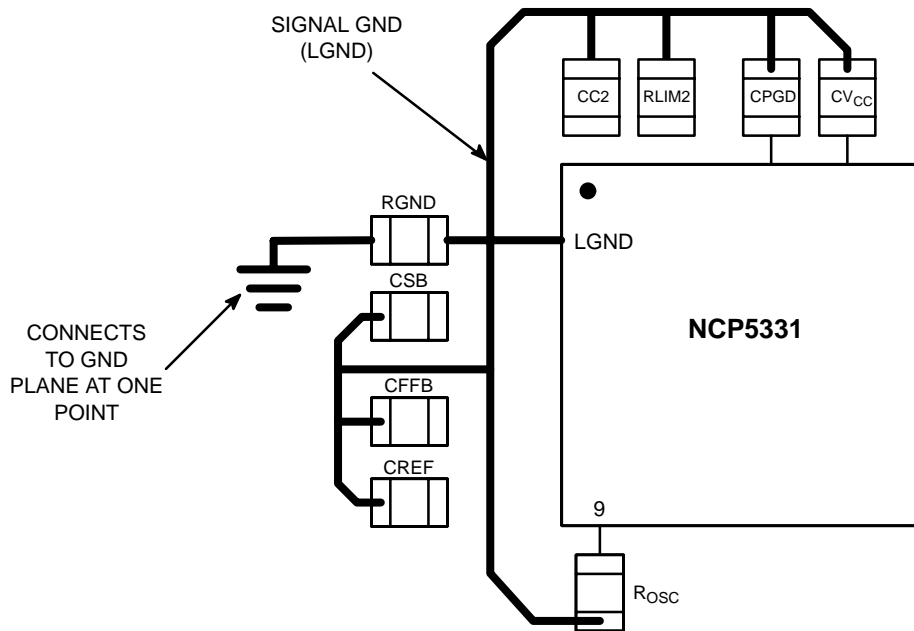 SIGNAL GND
(LGND)
CC2
RLIM2
CPGD
CVCC
RGND
LGND
CSB
NCP5331
CONNECTS
TO GND
PLANE AT ONE
POINT
CFFB
CREF
9
ROSC